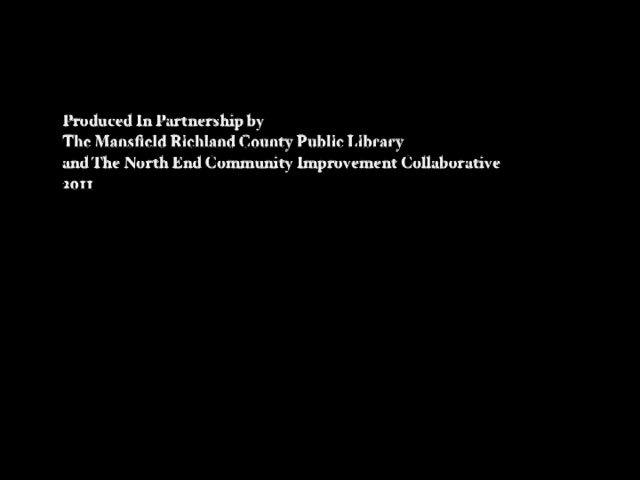 Produced In Partnership by
The Mansfield Richland County Public Library
and The North End Community Improvement Collaborative
2011